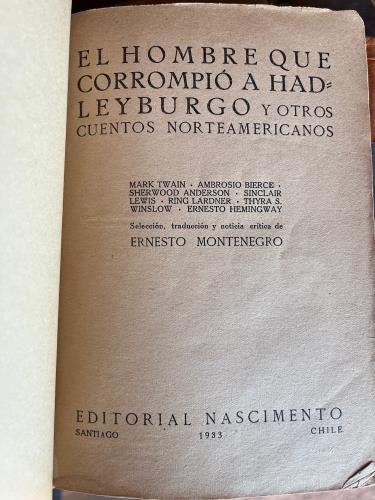 EL HOMBRE QUE
CORROMPIÓ A HAD=
LEYBURGO Y OTROS
CUENTOS NORTEAMERICANOS
MARK TWAIN · AMBROSIO BIERCE ·
SHERWOOD ANDERSON · SINCLAIR
LEWIS · RING LARDNER · THYRA S.
WINSLOW · ERNESTO HEMINGWAY
Selección, traducción y noticia crítica de
ERNESTO MONTENEGRO
EDITORIAL NASCIMENTO
SANTIAGO 1933 CHILE